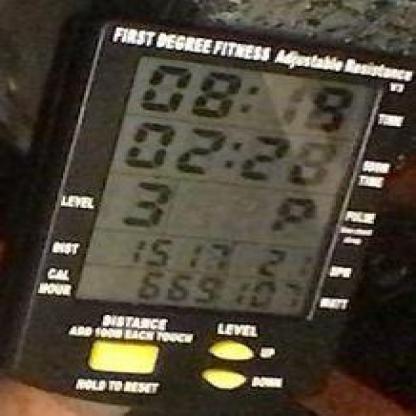 FIRST DEGREE FITNESS Adjustable Resistance
V3
08:18 TIME
02:28 500M TIME
LEVEL 3 P PULSE
DIST 1517 21 SPM
CAL HOUR 669 107 WATT
DISTANCE
ADD 100M EACH TOUCH
HOLD TO RESET
LEVEL
UP
DOWN